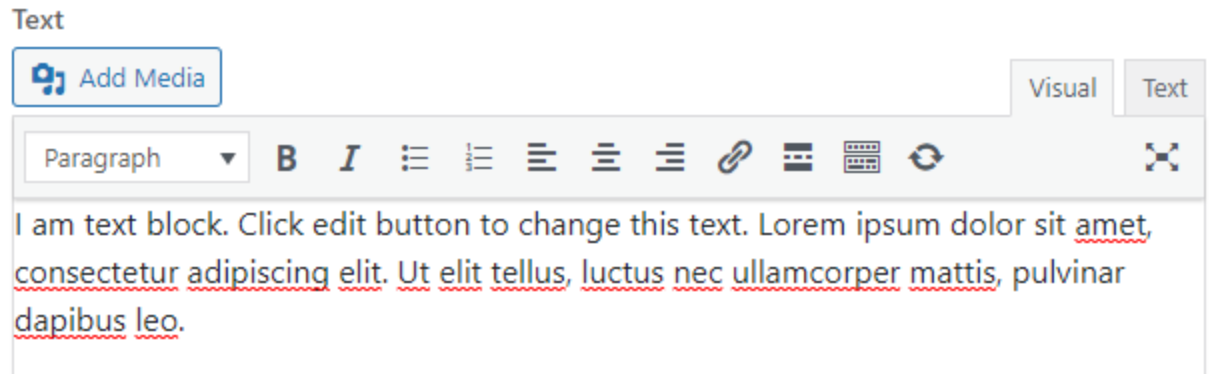 Text
Add Media
Visual Text
Paragraph B I
I am text block. Click edit button to change this text. Lorem ipsum dolor sit amet,
consectetur adipiscing elit. Ut elit tellus, luctus nec ullamcorper mattis, pulvinar
dapibus leo.